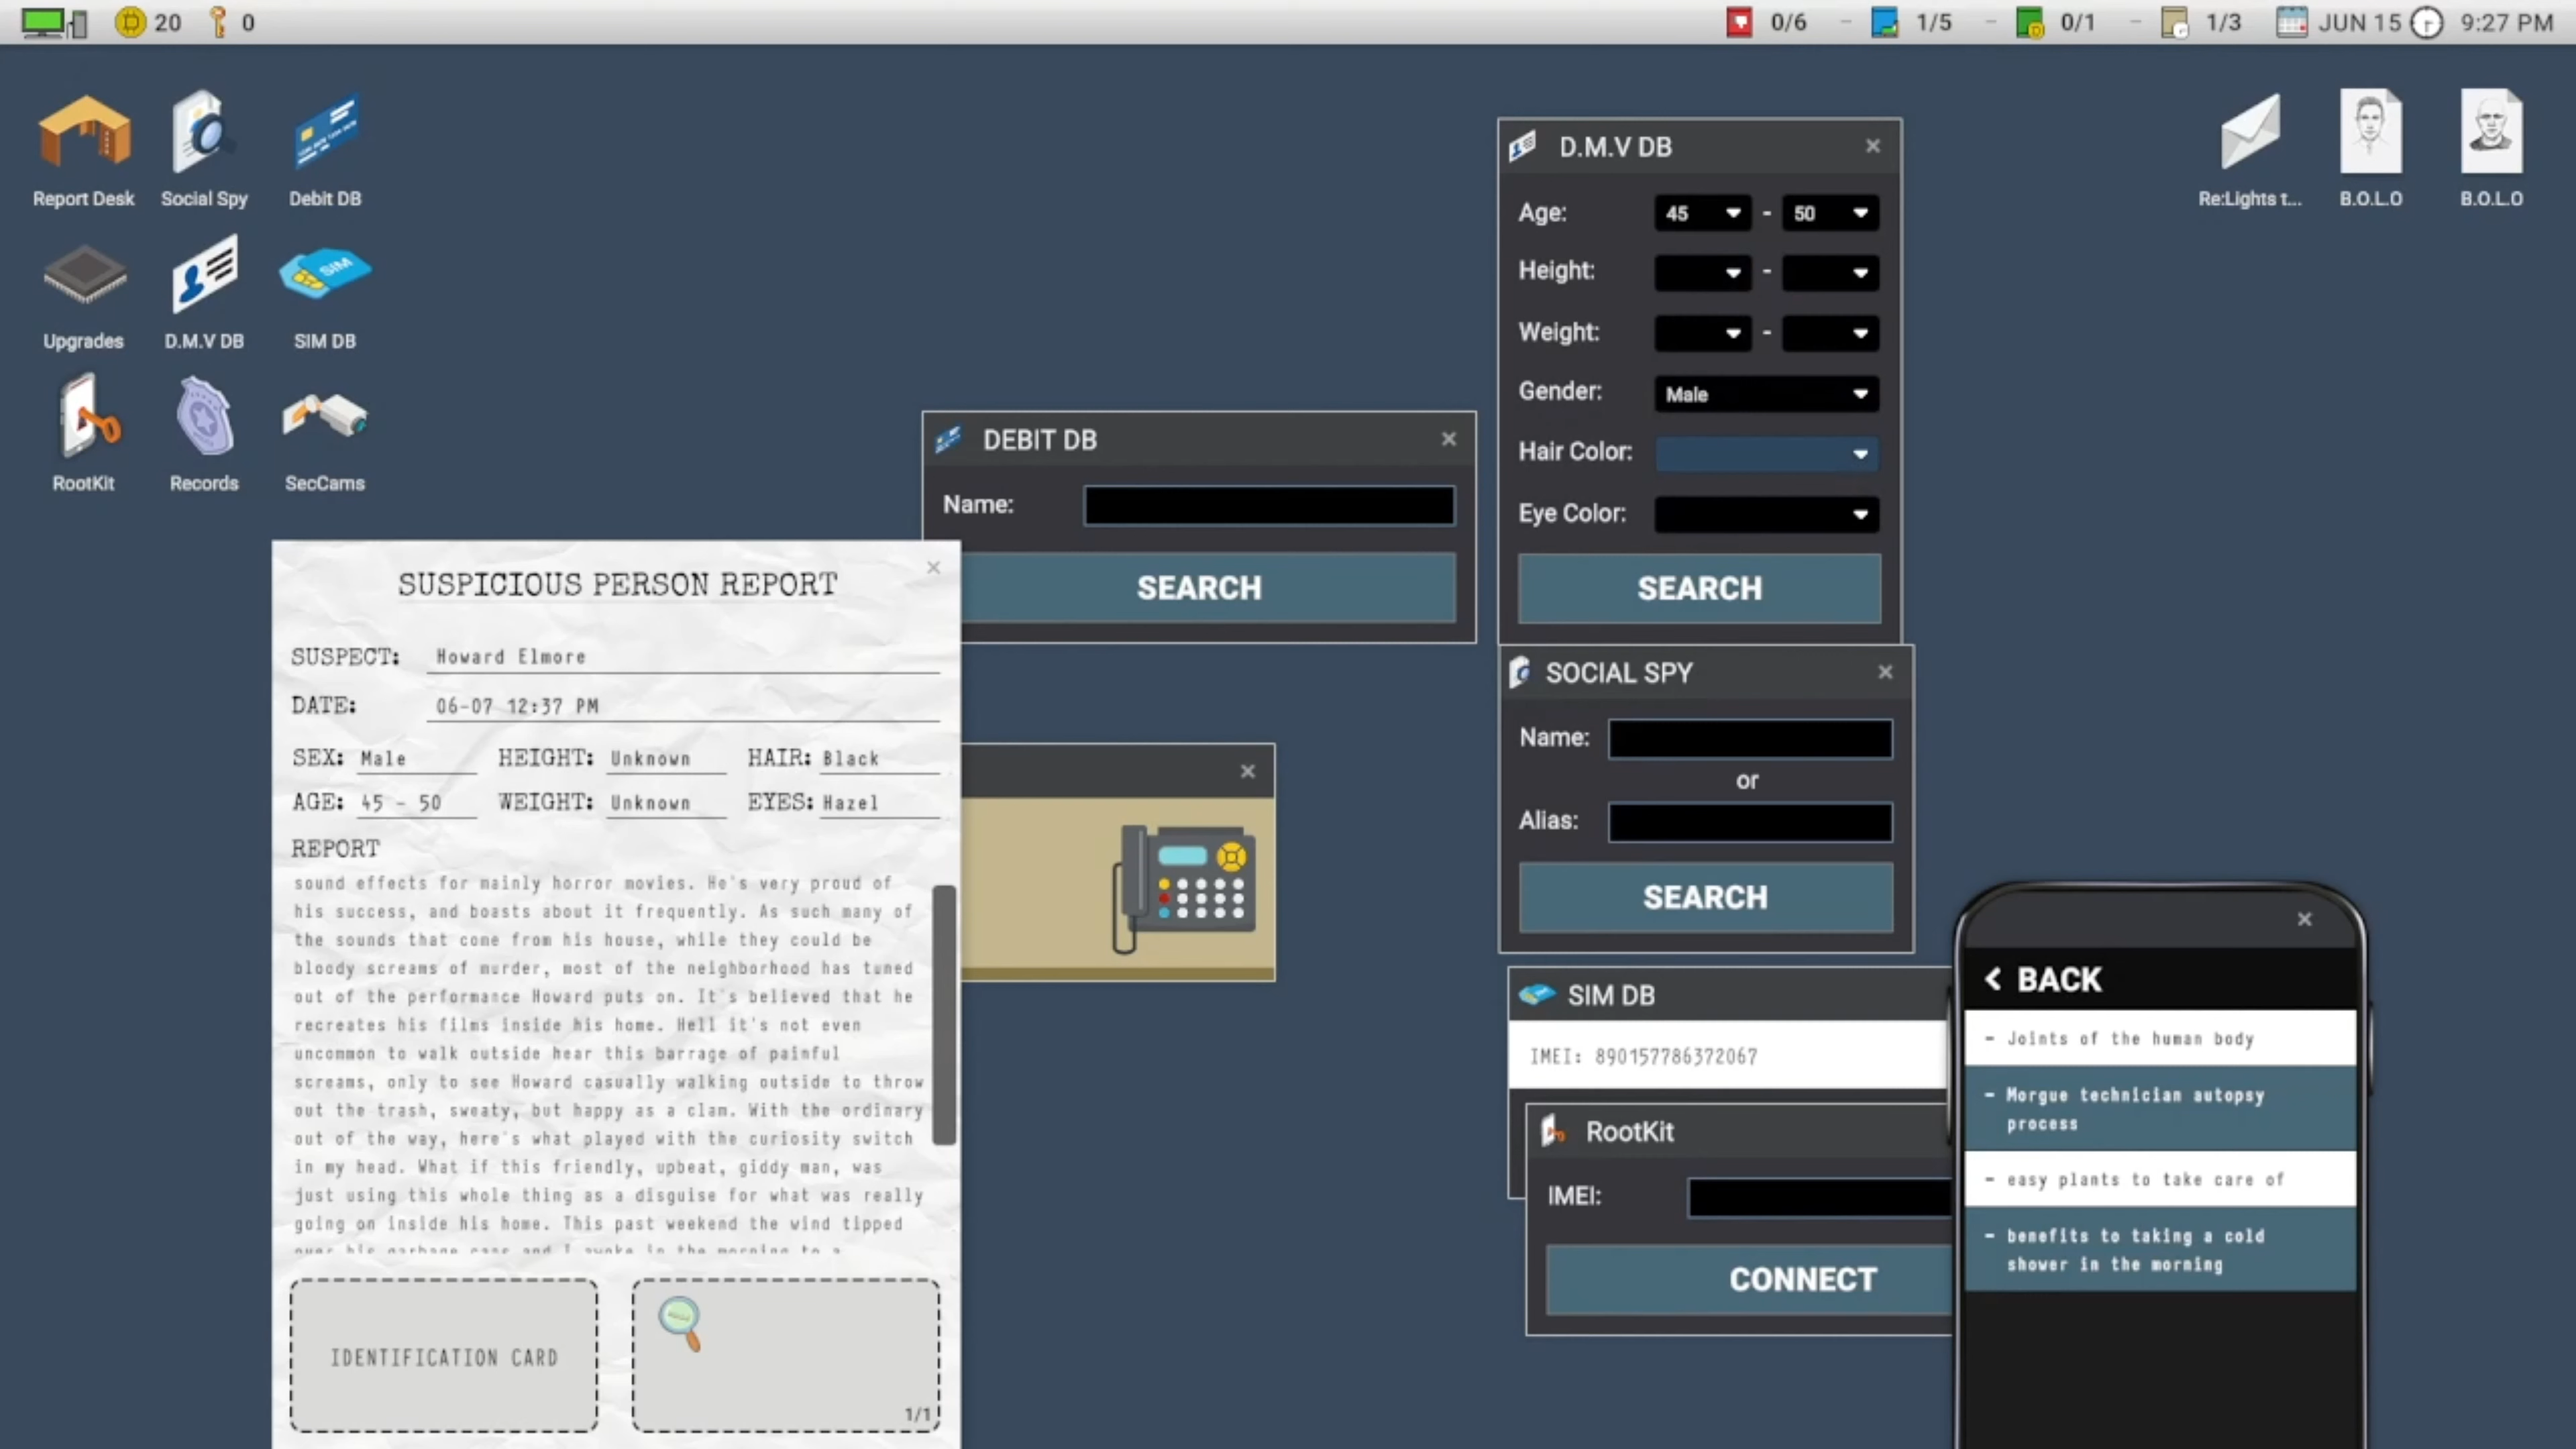 20
0
0/6
1/5
0/1
1/3
JUN 15
9:27 PM
Report Desk
Social Spy
Debit DB
Upgrades
D.M.V DB
SIM
SIM DB
RootKit
Records
SecCams
Re:Lights t...
B.O.L.O
B.O.L.O
D.M.V DB
Age: 45 - 50
Height: -
Weight: -
Gender: Male
Hair Color:
Eye Color:
SEARCH
DEBIT DB
Name:
SEARCH
SUSPICIOUS PERSON REPORT
SUSPECT: Howard Elmore
DATE: 06-07 12:37 PM
SEX: Male HEIGHT: Unknown HAIR: Black
AGE: 45 - 50 WEIGHT: Unknown EYES: Hazel
REPORT
sound effects for mainly horror movies. He's very proud of
his success, and boasts about it frequently. As such many of
the sounds that come from his house, while they could be
bloody screams of murder, most of the neighborhood has tuned
out of the performance Howard puts on. It's believed that he
recreates his films inside his home. Hell it's not even
uncommon to walk outside hear this barrage of painful
screams, only to see Howard casually walking outside to throw
out the trash, sweaty, but happy as a clam. With the ordinary
out of the way, here's what played with the curiosity switch
in my head. What if this friendly, upbeat, giddy man, was
just using this whole thing as a disguise for what was really
going on inside his home. This past weekend the wind tipped
over his garbage cans and I awoke in the morning to a
IDENTIFICATION CARD
1/1
SOCIAL SPY
Name:
or
Alias:
SEARCH
SIM DB
IMEI: 890157786372067
RootKit
IMEI:
CONNECT
BACK
- Joints of the human body
- Morgue technician autopsy
process
- easy plants to take care of
- benefits to taking a cold
shower in the morning